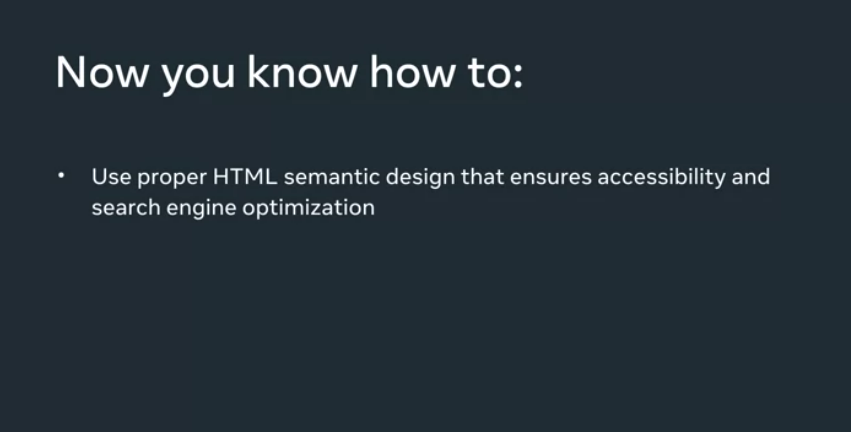 Now you know how to:
• Use proper HTML semantic design that ensures accessibility and
search engine optimization